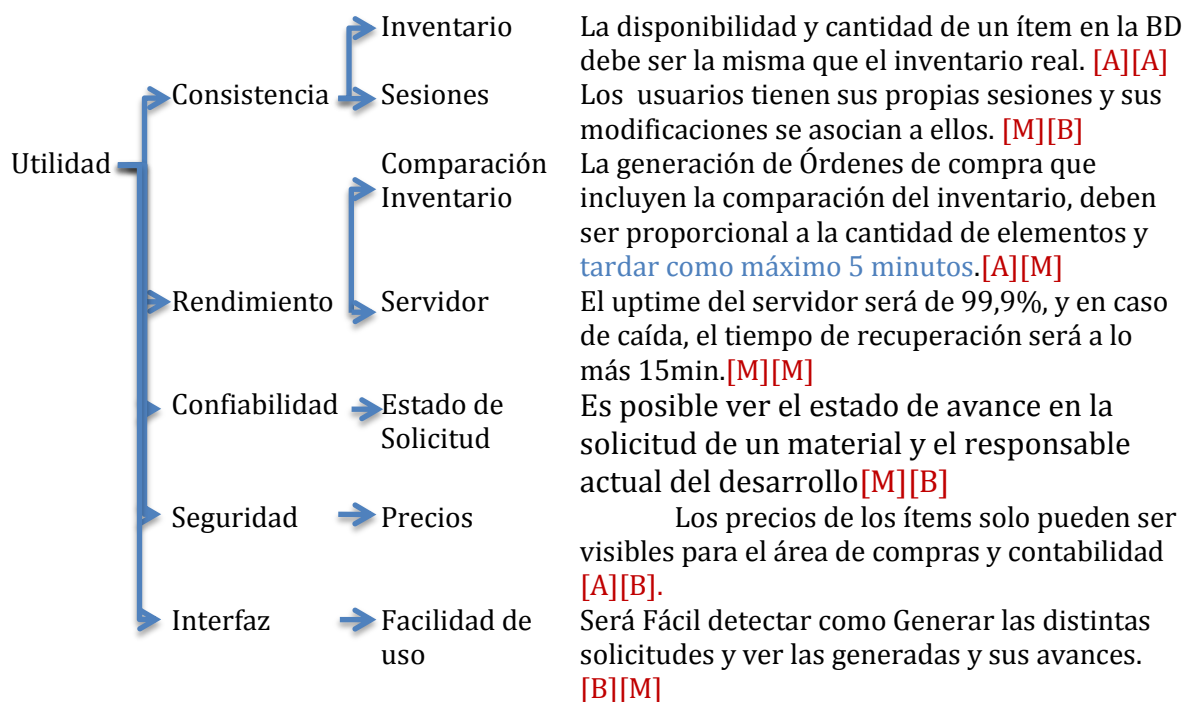 Inventario La disponibilidad y cantidad de un ítem en la BD
debe ser la misma que el inventario real. [A][A]
Consistencia Sesiones Los usuarios tienen sus propias sesiones y sus
modificaciones se asocian a ellos. [M][B]
Utilidad Comparación La generación de Órdenes de compra que
Inventario incluyen la comparación del inventario, deben
ser proporcional a la cantidad de elementos y
tardar como máximo 5 minutos.[A][M]
Rendimiento Servidor El uptime del servidor será de 99,9%, y en caso
de caída, el tiempo de recuperación será a lo
más 15min.[M][M]
Confiabilidad Estado de Es posible ver el estado de avance en la
Solicitud solicitud de un material y el responsable
actual del desarrollo[M][B]
Seguridad Precios Los precios de los ítems solo pueden ser
visibles para el área de compras y contabilidad
[A][B].
Interfaz Facilidad de Será Fácil detectar como Generar las distintas
uso solicitudes y ver las generadas y sus avances.
[B][M]